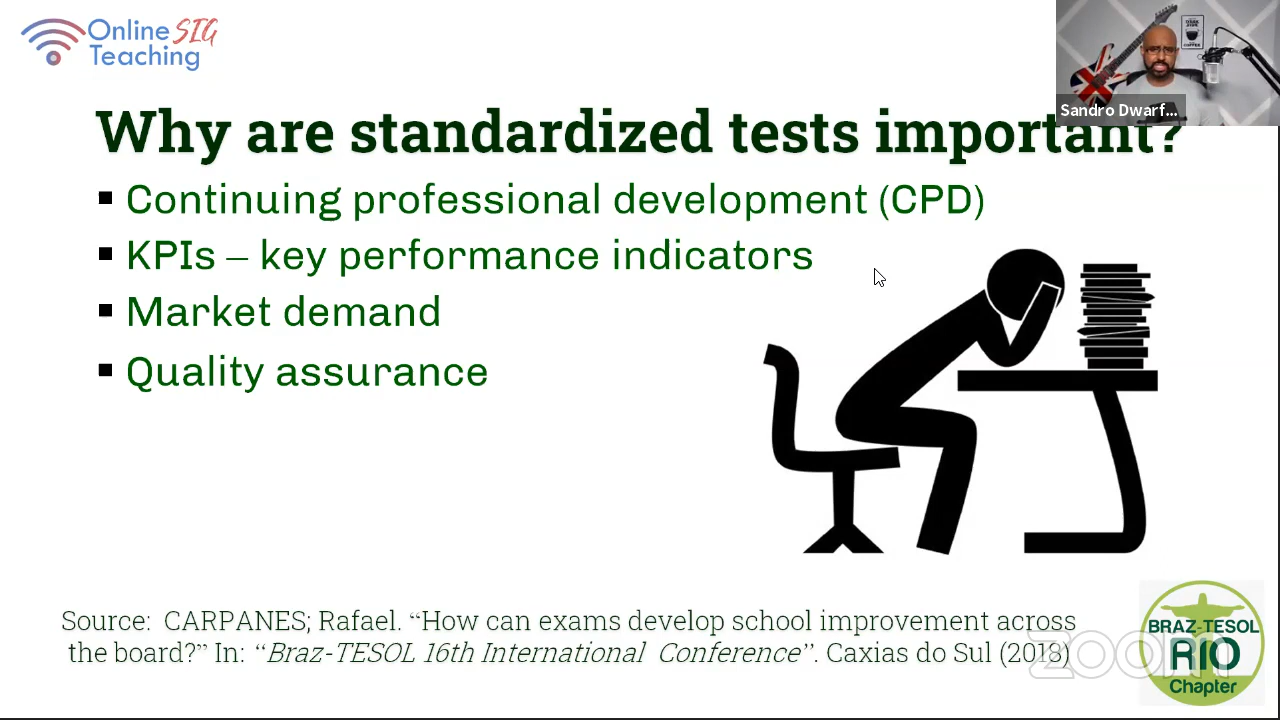 Online SIG
Teaching
Sandro Dwarf...
Why are standardized tests important?
▪ Continuing professional development (CPD)
▪ KPIs – key performance indicators
▪ Market demand
▪ Quality assurance
Source: CARPANES; Rafael. “How can exams develop school improvement across
the board?” In: “Braz-TESOL 16th International Conference”. Caxias do Sul (2018)
zoom
BRAZ-TESOL
RIO
Chapter